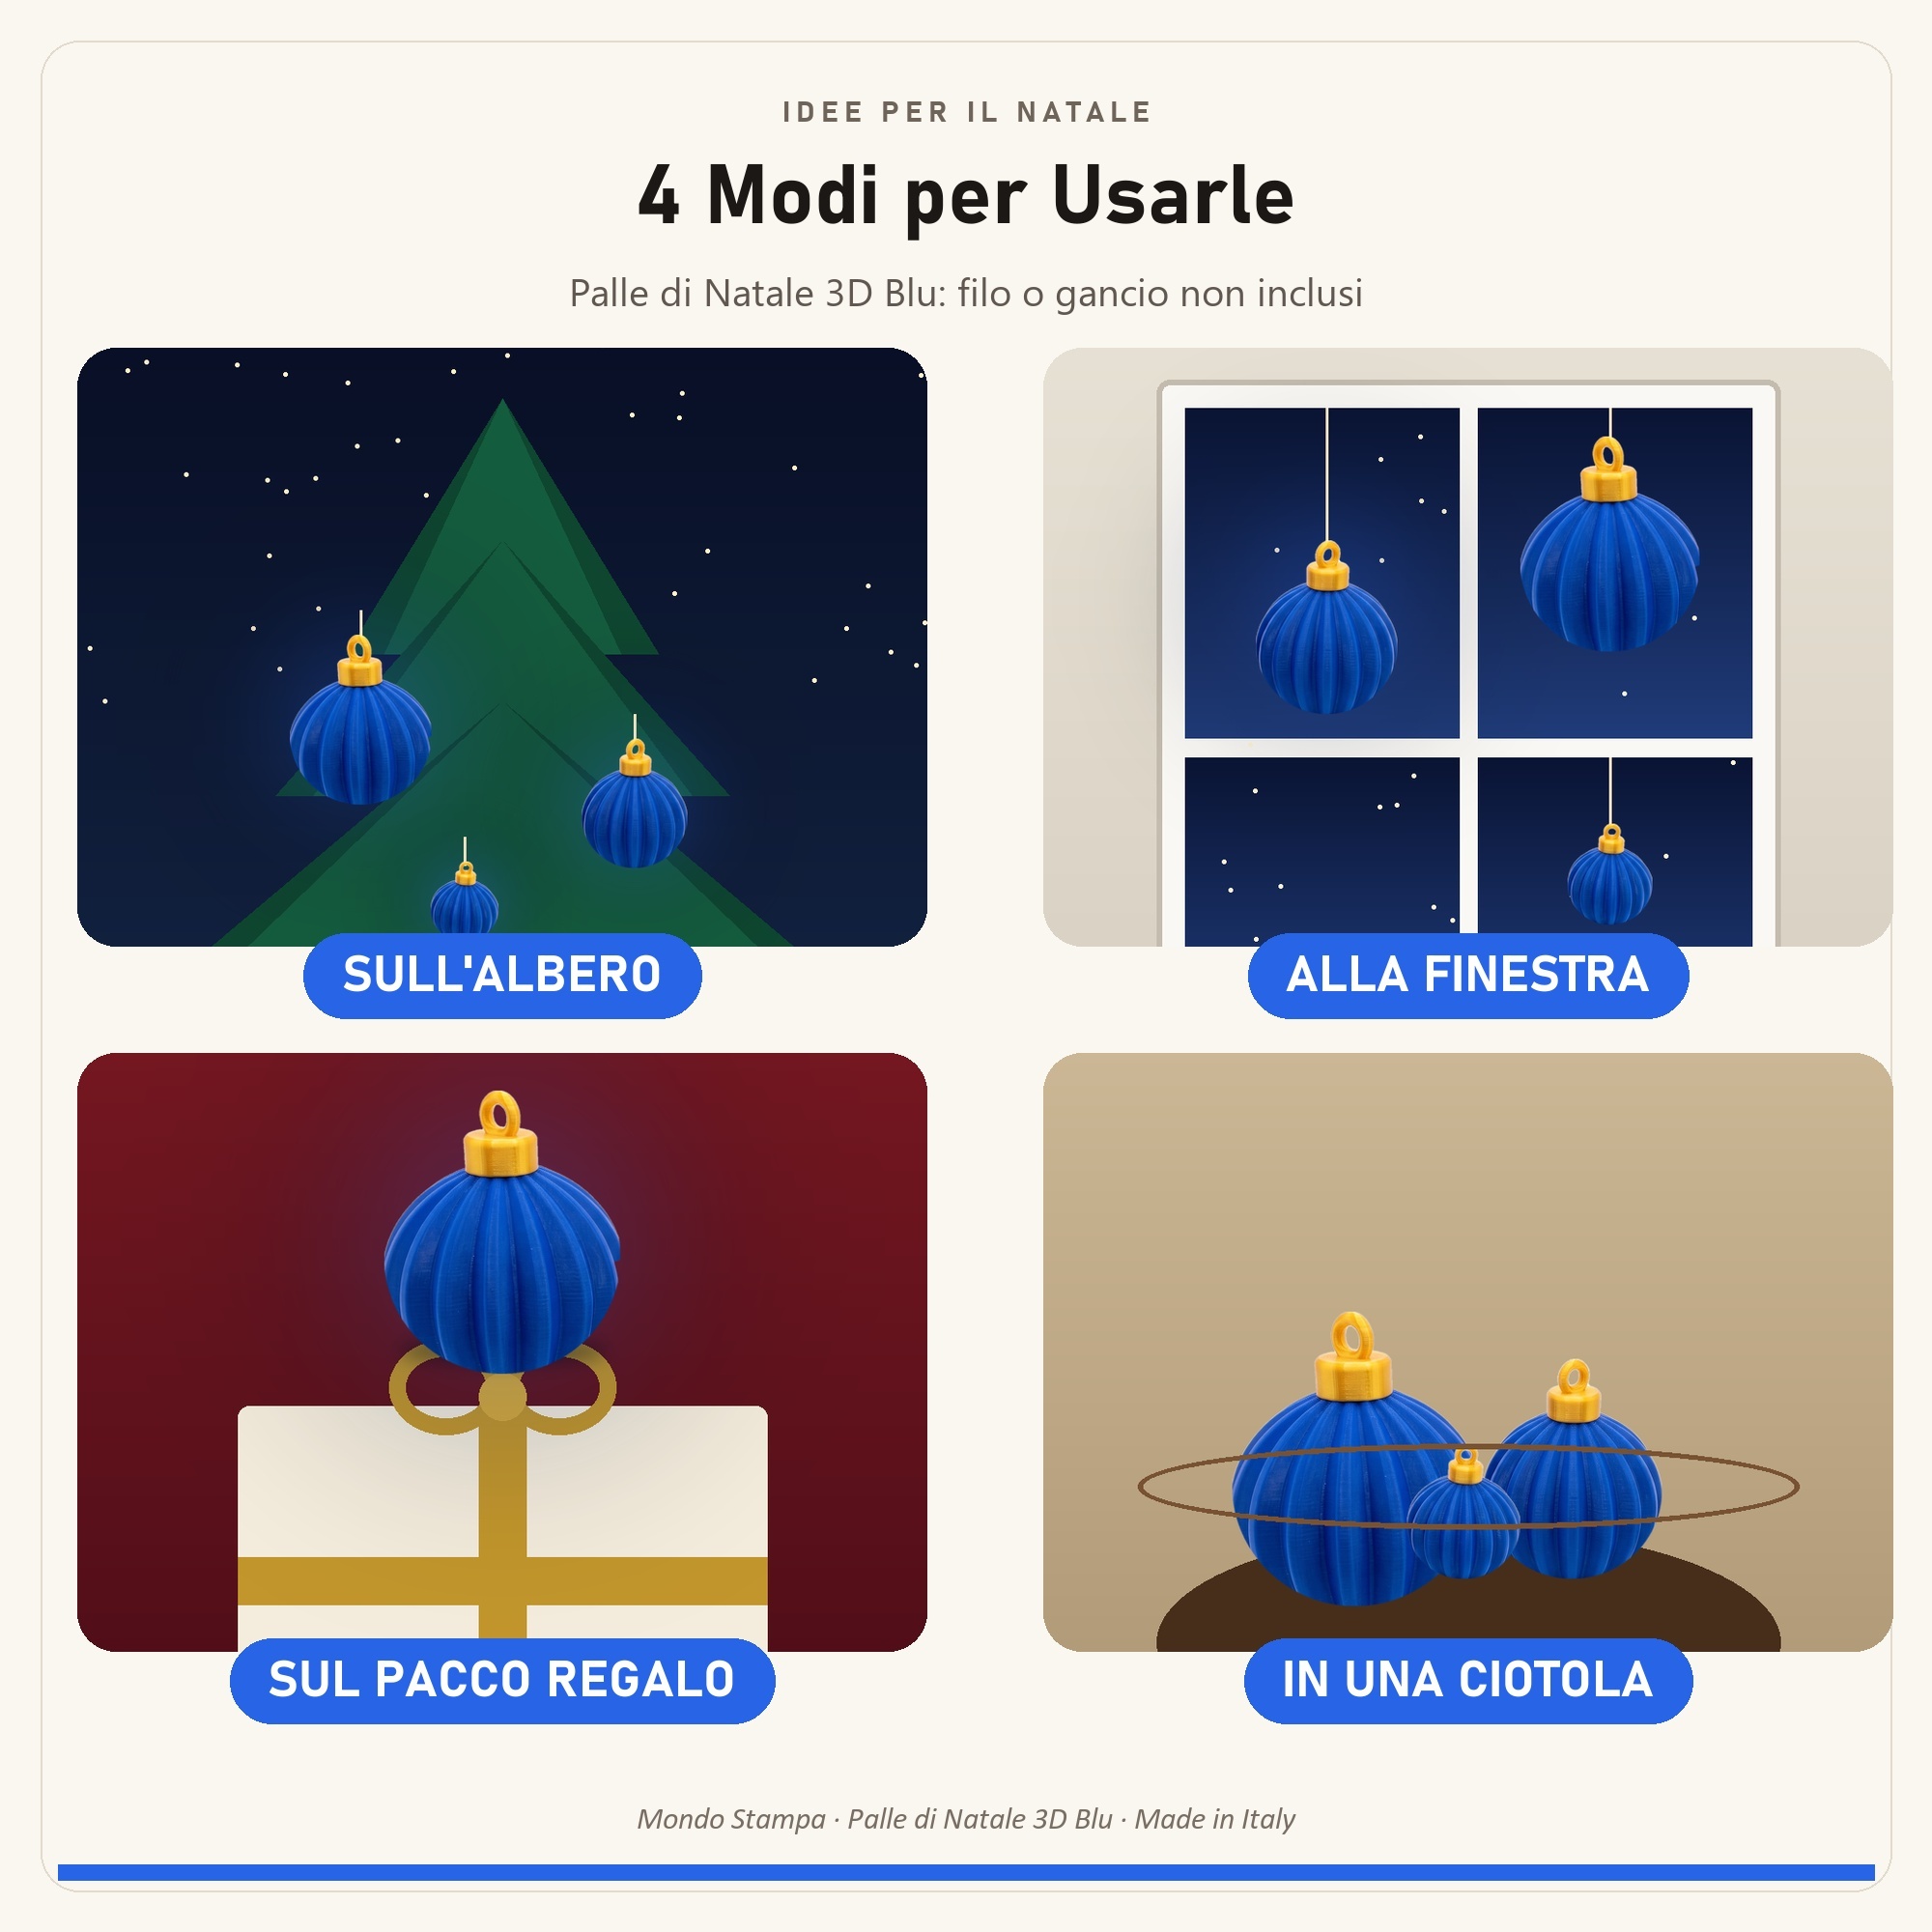 IDEE PER IL NATALE
4 Modi per Usarle
Palle di Natale 3D Blu: filo o gancio non inclusi
SULL'ALBERO
ALLA FINESTRA
SUL PACCO REGALO
IN UNA CIOTOLA
Mondo Stampa · Palle di Natale 3D Blu · Made in Italy